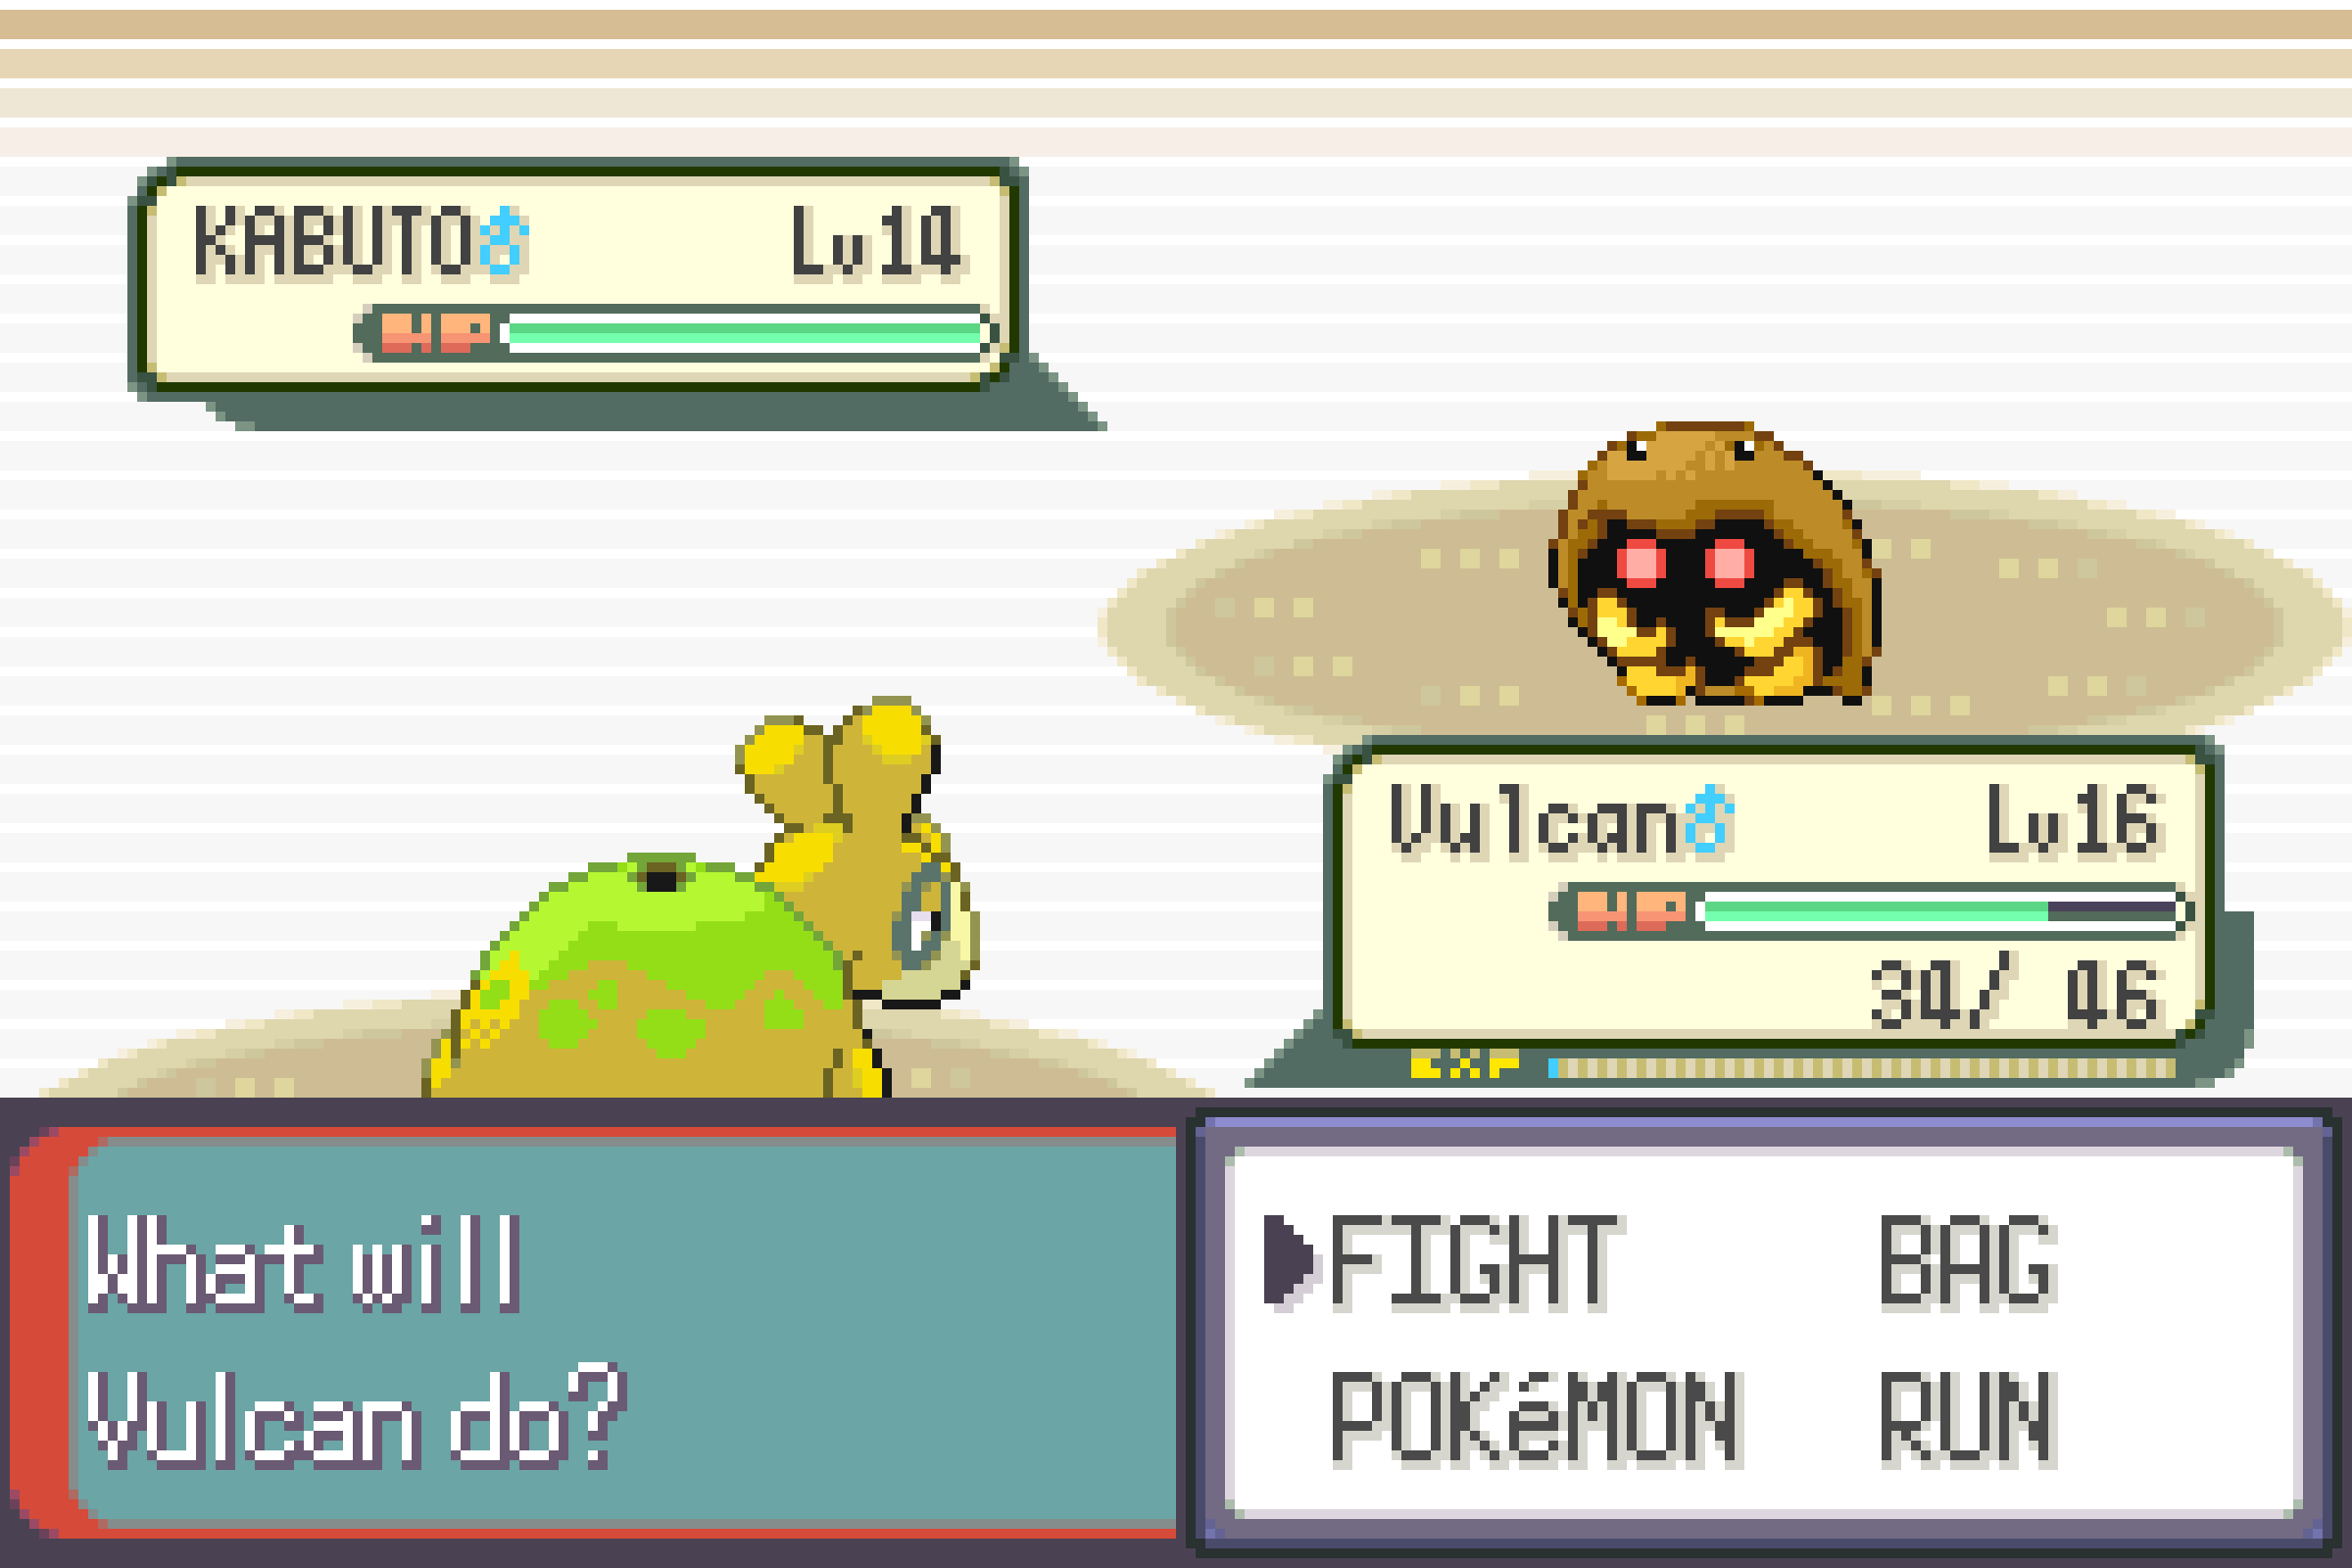 KABUTO♂ Lv14
HP
Vulcan♂ Lv16
HP
34/ 46
EXP
What will
Vulcan do?
▶FIGHT BAG
POKéMON RUN